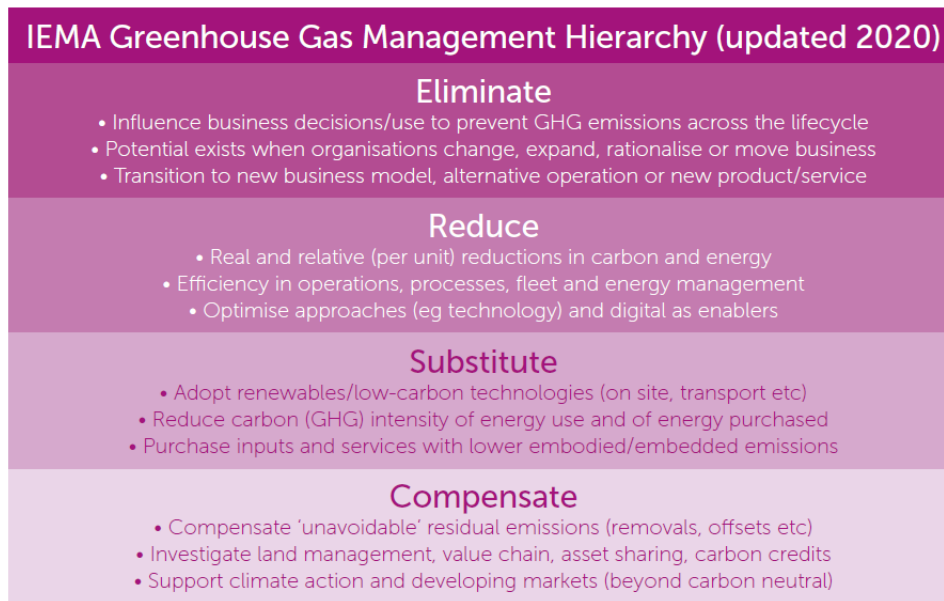 IEMA Greenhouse Gas Management Hierarchy (updated 2020)
Eliminate
• Influence business decisions/use to prevent GHG emissions across the lifecycle
• Potential exists when organisations change, expand, rationalise or move business
• Transition to new business model, alternative operation or new product/service
Reduce
• Real and relative (per unit) reductions in carbon and energy
• Efficiency in operations, processes, fleet and energy management
• Optimise approaches (eg technology) and digital as enablers
Substitute
• Adopt renewables/low-carbon technologies (on site, transport etc)
• Reduce carbon (GHG) intensity of energy use and of energy purchased
• Purchase inputs and services with lower embodied/embedded emissions
Compensate
• Compensate ‘unavoidable’ residual emissions (removals, offsets etc)
• Investigate land management, value chain, asset sharing, carbon credits
• Support climate action and developing markets (beyond carbon neutral)